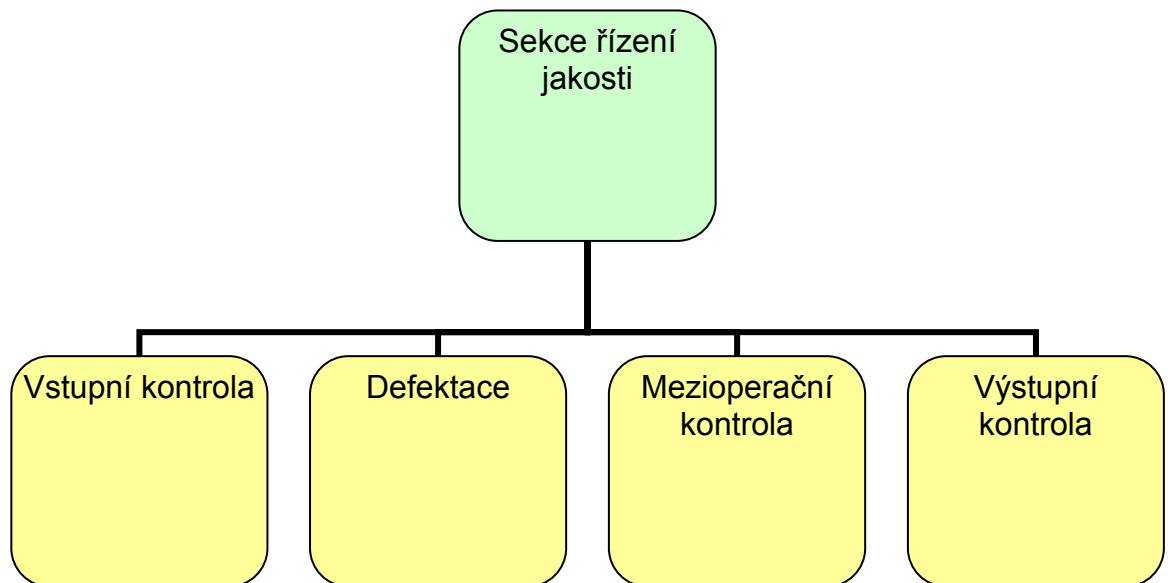 Sekce řízení
jakosti
Vstupní kontrola
Defektace
Mezioperační
kontrola
Výstupní
kontrola